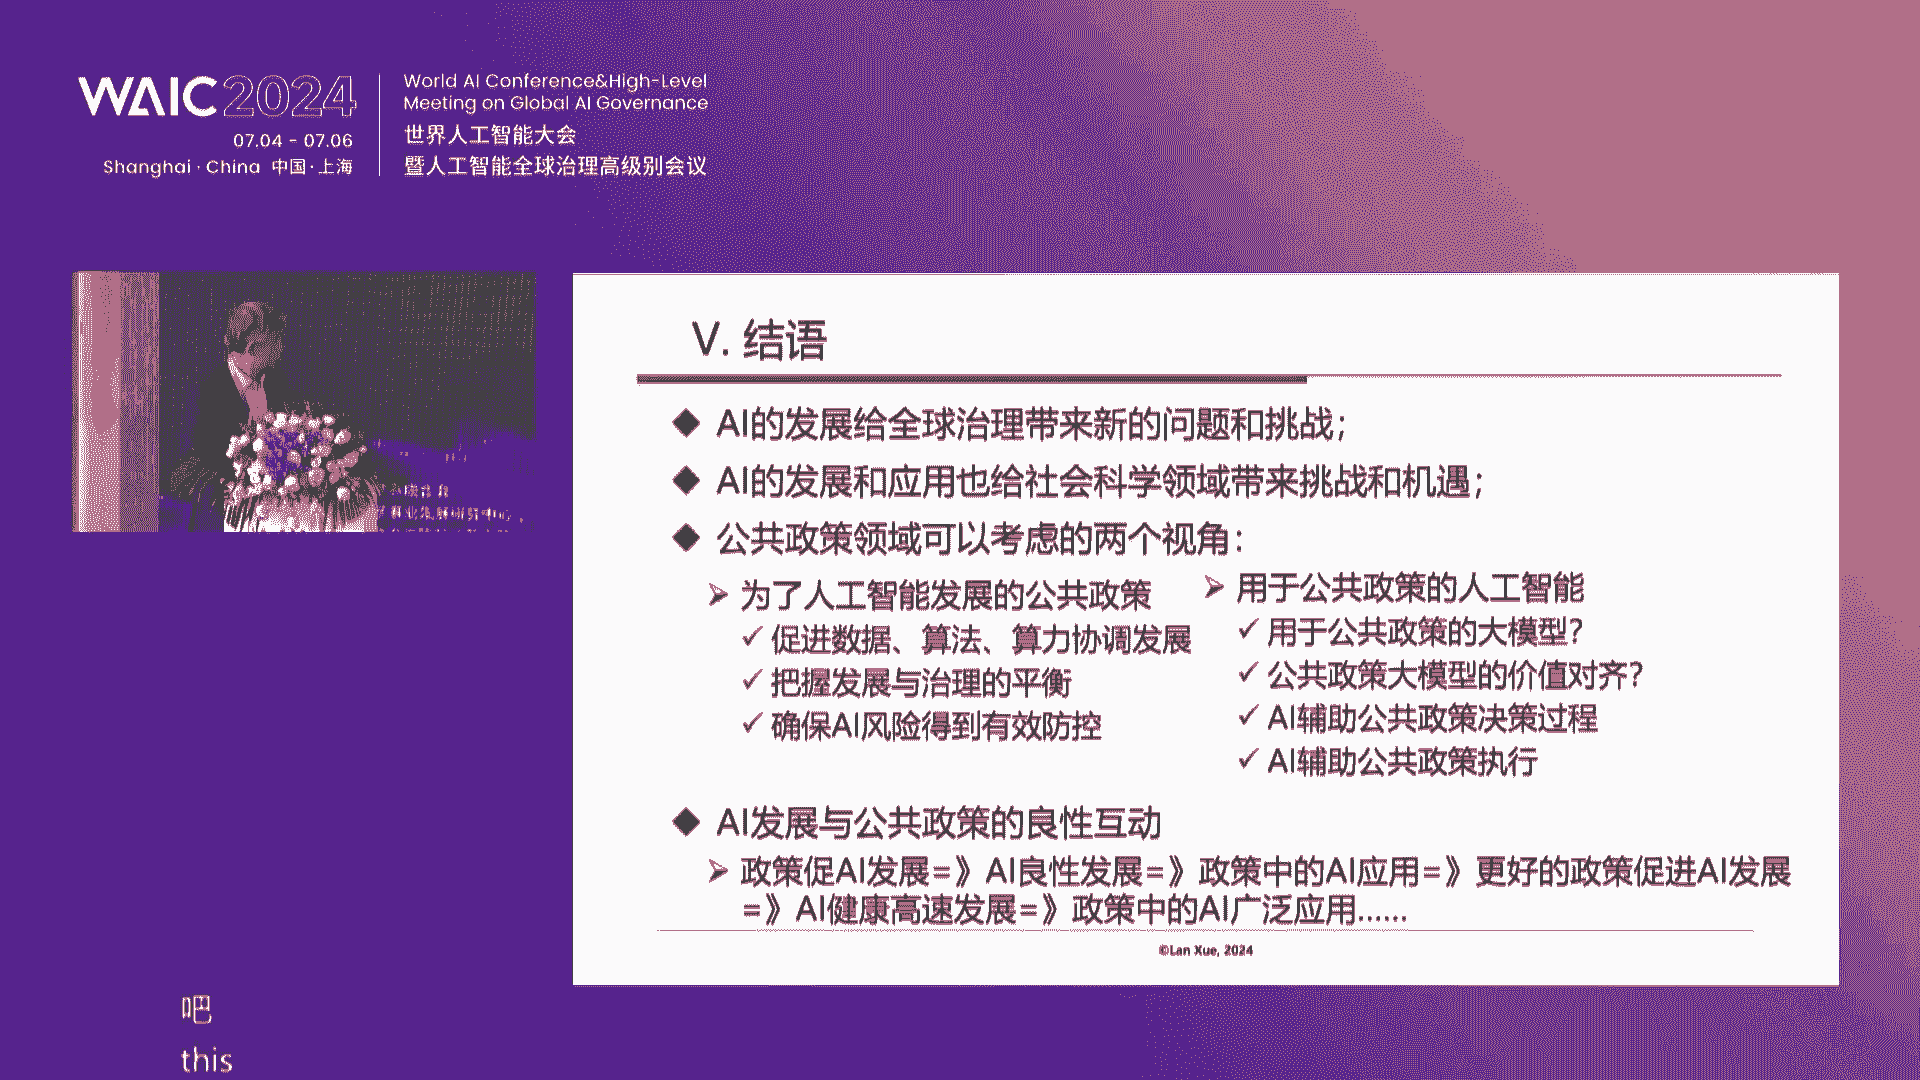 WAIC 2024
07.04 - 07.06
Shanghai · China 中国·上海
World AI Conference&High-Level
Meeting on Global AI Governance
世界人工智能大会
暨人工智能全球治理高级别会议
V. 结语
◆ AI的发展给全球治理带来新的问题和挑战；
◆ AI的发展和应用也给社会科学领域带来挑战和机遇；
◆ 公共政策领域可以考虑的两个视角：
➢ 为了人工智能发展的公共政策
✓ 促进数据、算法、算力协调发展
✓ 把握发展与治理的平衡
✓ 确保AI风险得到有效防控
➢ 用于公共政策的人工智能
✓ 用于公共政策的大模型？
✓ 公共政策大模型的价值对齐？
✓ AI辅助公共政策决策过程
✓ AI辅助公共政策执行
◆ AI发展与公共政策的良性互动
➢ 政策促AI发展=》AI良性发展=》政策中的AI应用=》更好的政策促进AI发展
=》AI健康高速发展=》政策中的AI广泛应用……
©Lan Xue, 2024
吧
this